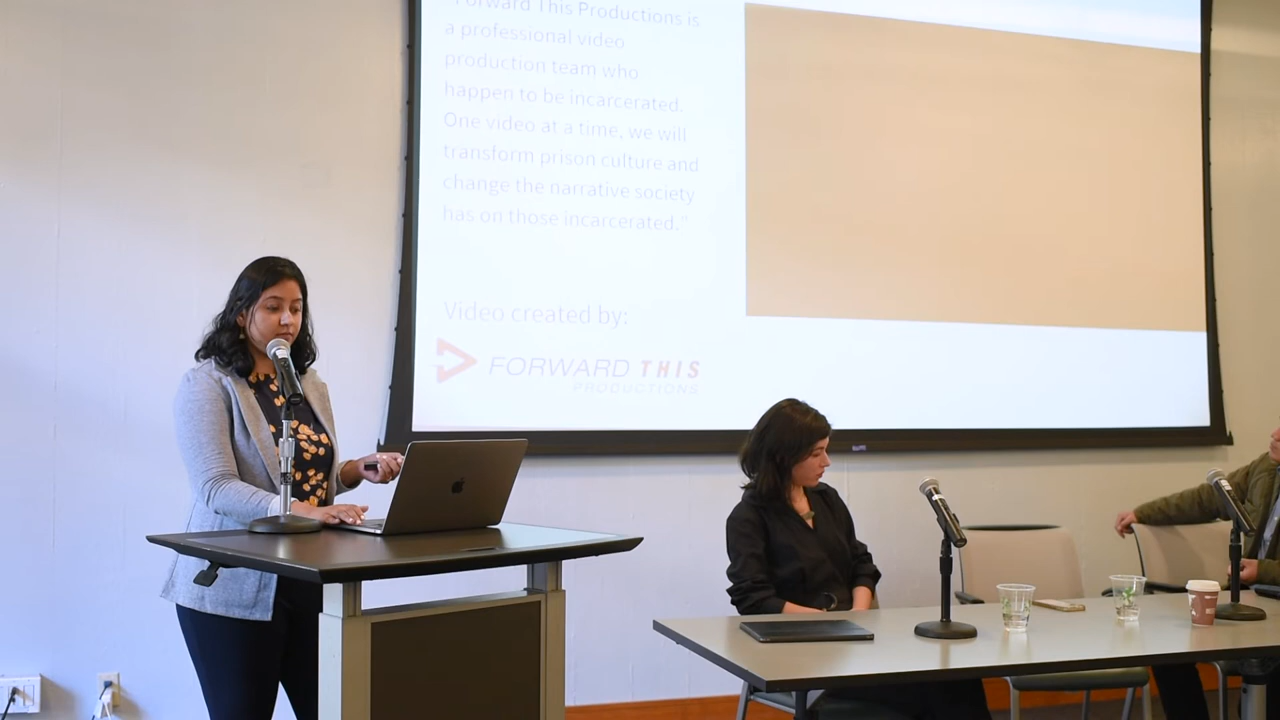 "Forward This Productions is
a professional video
production team who
happen to be incarcerated.
One video at a time, we will
transform prison culture and
change the narrative society
has on those incarcerated."
Video created by:
FORWARD THIS
PRODUCTIONS